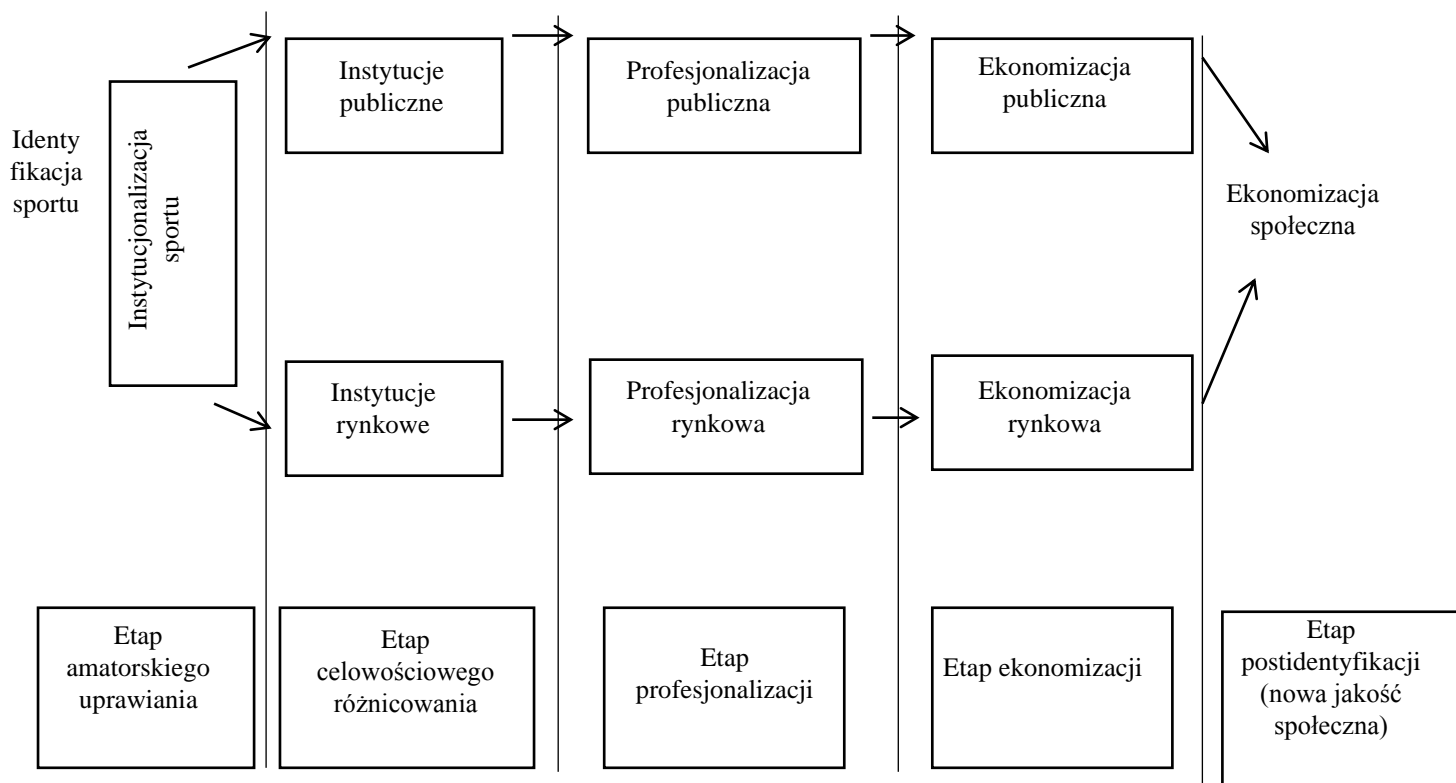 Identy
fikacja
sportu
Instytucjonalizacja
sportu
Instytucje
publiczne
Profesjonalizacja
publiczna
Ekonomizacja
publiczna
Ekonomizacja
społeczna
Instytucje
rynkowe
Profesjonalizacja
rynkowa
Ekonomizacja
rynkowa
Etap
amatorskiego
uprawiania
Etap
celowościowego
różnicowania
Etap
profesjonalizacji
Etap ekonomizacji
Etap
postidentyfikacji
(nowa jakość
społeczna)